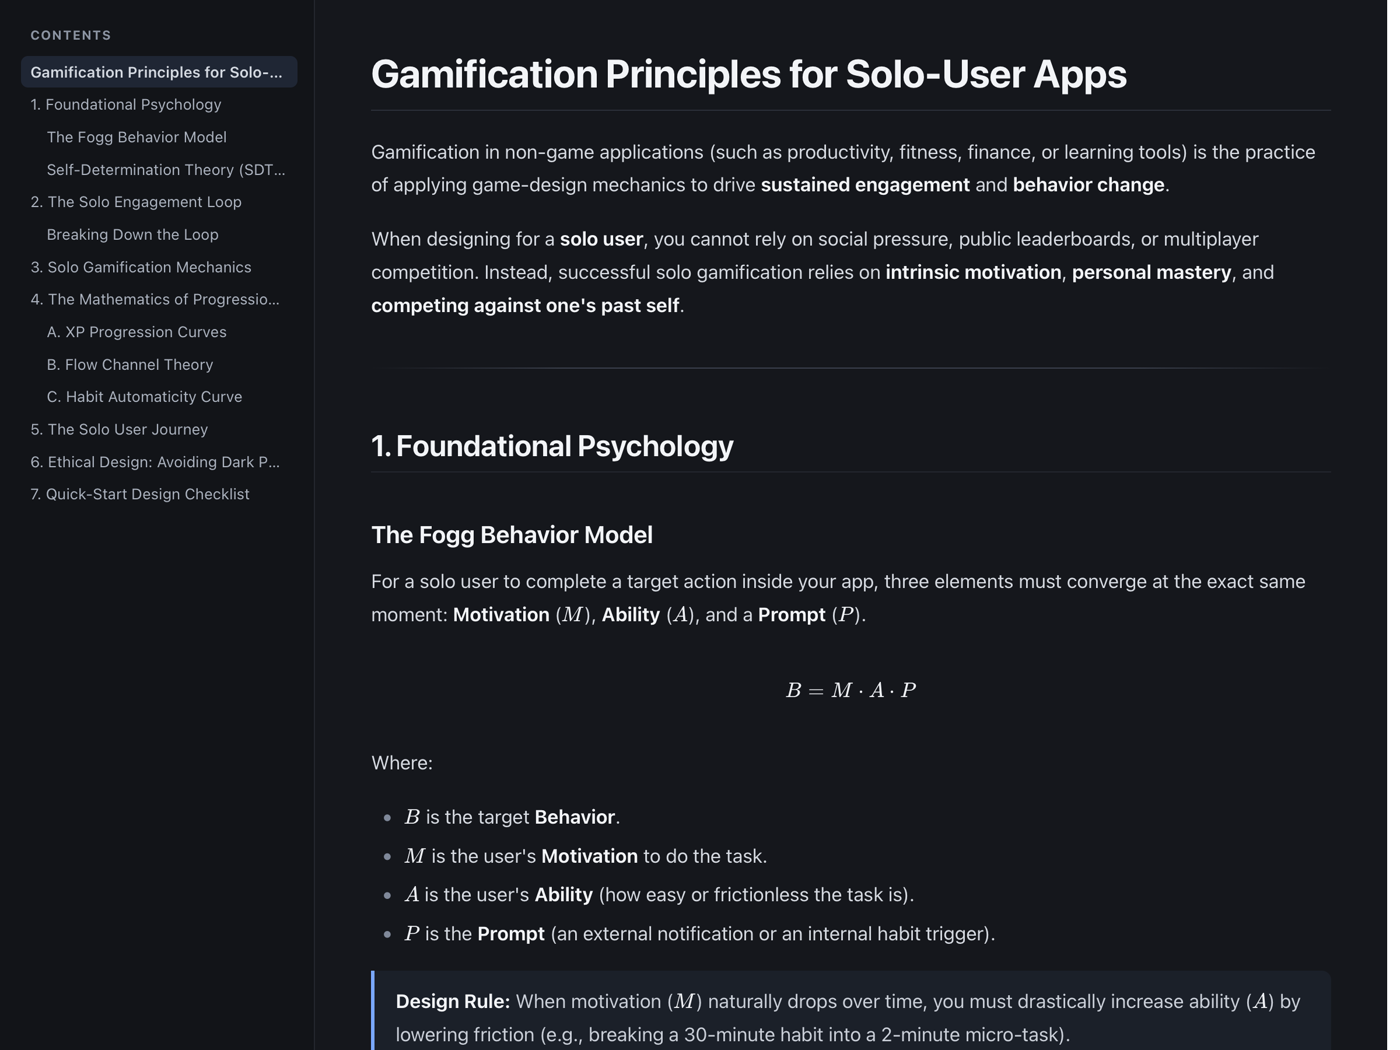 CONTENTS
Gamification Principles for Solo-...
1. Foundational Psychology
The Fogg Behavior Model
Self-Determination Theory (SDT...
2. The Solo Engagement Loop
Breaking Down the Loop
3. Solo Gamification Mechanics
4. The Mathematics of Progressio...
A. XP Progression Curves
B. Flow Channel Theory
C. Habit Automaticity Curve
5. The Solo User Journey
6. Ethical Design: Avoiding Dark P...
7. Quick-Start Design Checklist
Gamification Principles for Solo-User Apps
Gamification in non-game applications (such as productivity, fitness, finance, or learning tools) is the practice
of applying game-design mechanics to drive sustained engagement and behavior change.
When designing for a solo user, you cannot rely on social pressure, public leaderboards, or multiplayer
competition. Instead, successful solo gamification relies on intrinsic motivation, personal mastery, and
competing against one's past self.
1. Foundational Psychology
The Fogg Behavior Model
For a solo user to complete a target action inside your app, three elements must converge at the exact same
moment: Motivation (M), Ability (A), and a Prompt (P).
B = M · A · P
Where:
• B is the target Behavior.
• M is the user's Motivation to do the task.
• A is the user's Ability (how easy or frictionless the task is).
• P is the Prompt (an external notification or an internal habit trigger).
Design Rule: When motivation (M) naturally drops over time, you must drastically increase ability (A) by
lowering friction (e.g., breaking a 30-minute habit into a 2-minute micro-task).